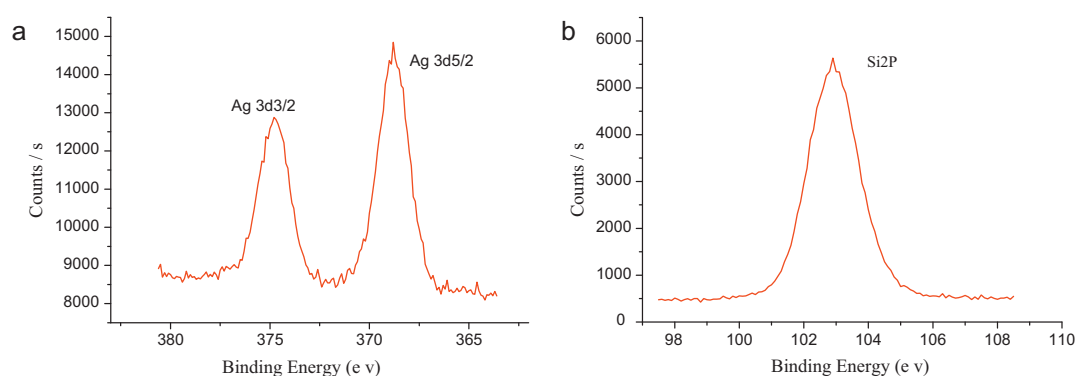 a
15000
14000
13000
12000
11000
10000
9000
8000
Counts / s
Ag 3d3/2
Ag 3d5/2
380 375 370 365
Binding Energy (e v)
b
6000
5000
4000
3000
2000
1000
0
Counts / s
Si2P
98 100 102 104 106 108 110
Binding Energy (e v)